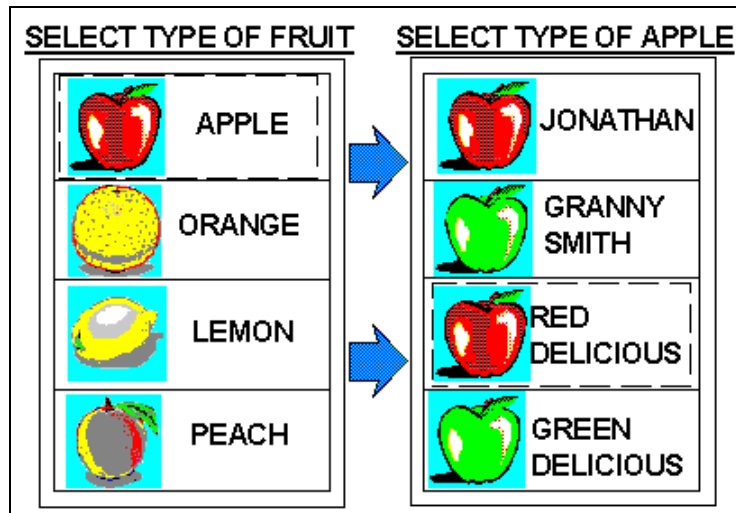 SELECT TYPE OF FRUIT
APPLE
ORANGE
LEMON
PEACH
SELECT TYPE OF APPLE
JONATHAN
GRANNY
SMITH
RED
DELICIOUS
GREEN
DELICIOUS